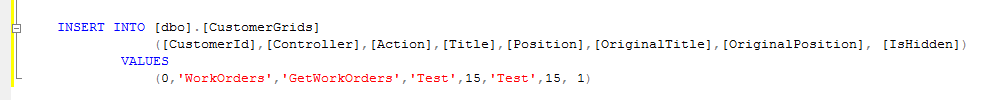 INSERT INTO [dbo].[CustomerGrids]
([CustomerId],[Controller],[Action],[Title],[Position],[OriginalTitle],[OriginalPosition], [IsHidden])
VALUES
(0,'WorkOrders','GetWorkOrders','Test',15,'Test',15, 1)